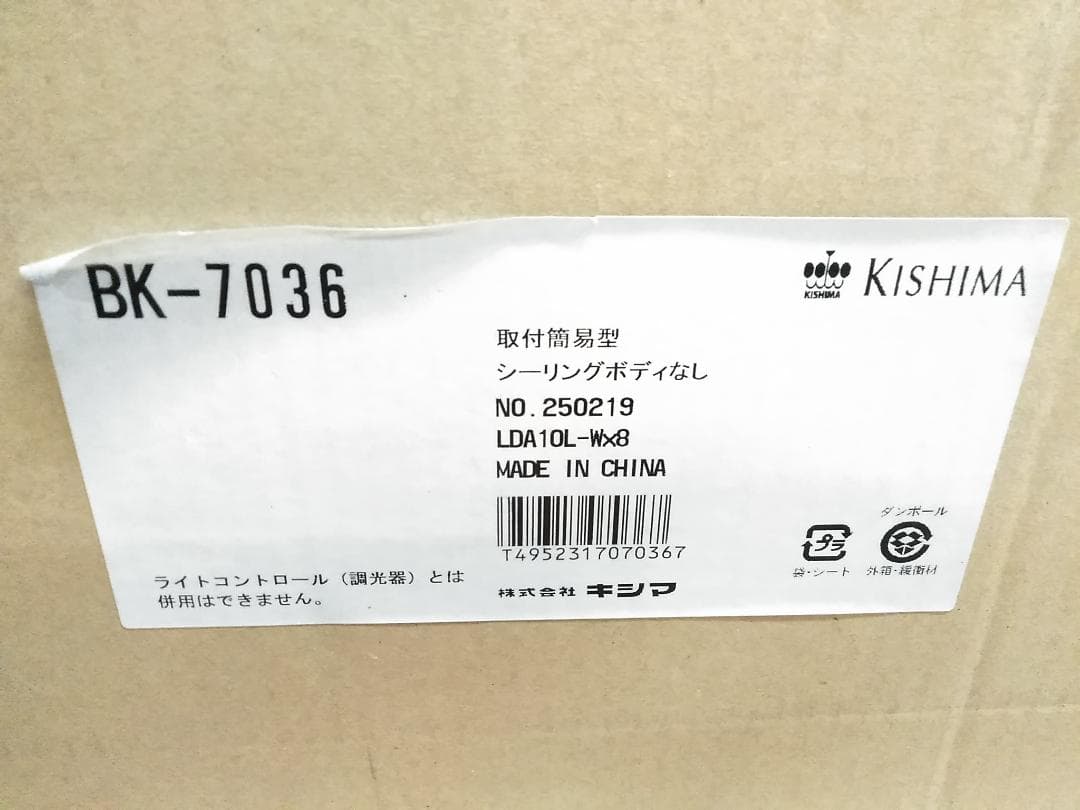 BK-7036
KISHIMA
KISHIMA
取付簡易型
シーリングボディなし
NO.250219
LDA10L-Wx8
MADE IN CHINA
T4952317070367
株式会社 キシマ
ライトコントロール（調光器）とは
併用はできません。
ダンボール
プラ
袋・シート
外箱・緩衝材